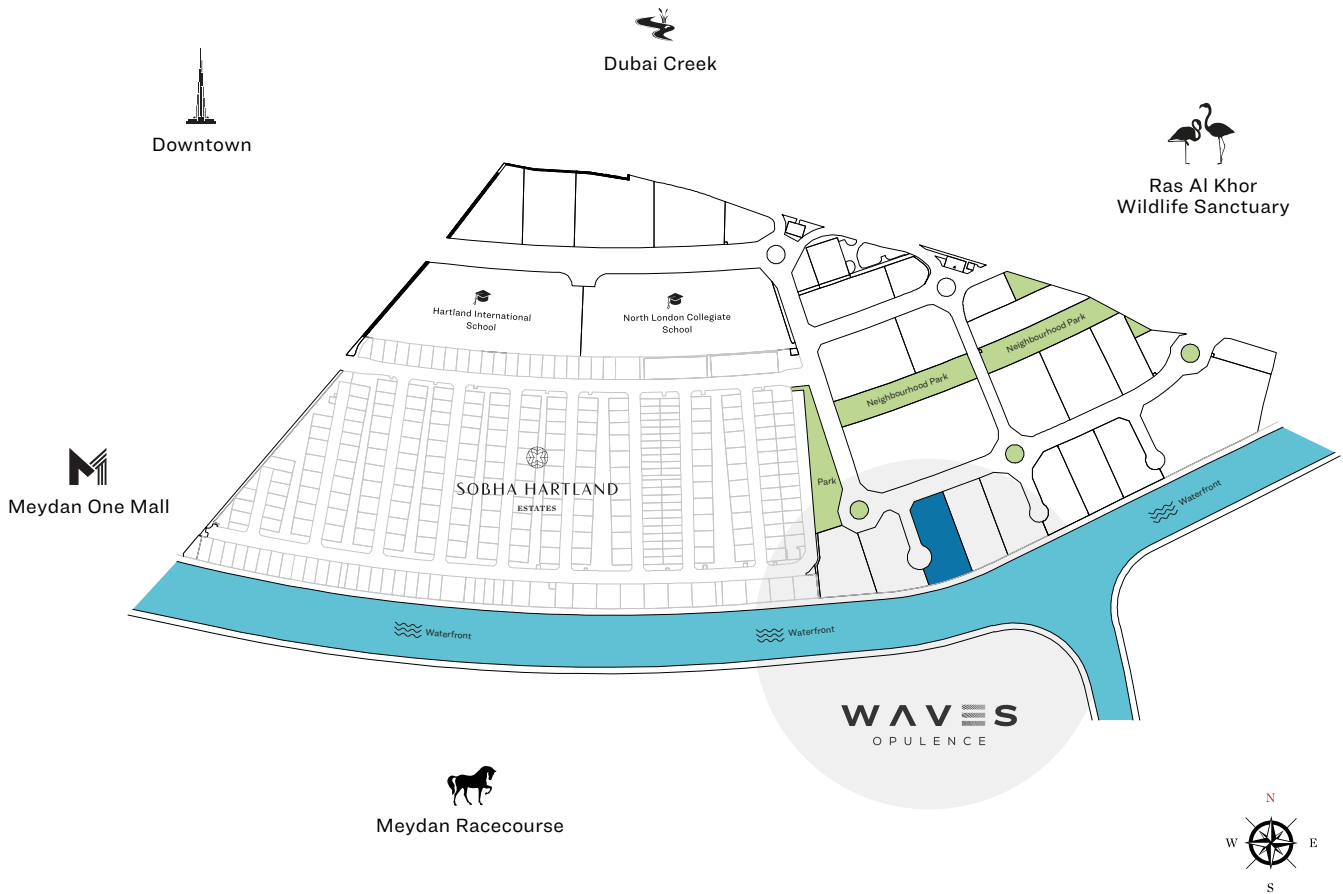 Dubai Creek
Downtown
Ras Al Khor
Wildlife Sanctuary
Hartland International
School
North London Collegiate
School
Neighbourhood Park
Neighbourhood Park
Meydan One Mall
SOBHA HARTLAND
ESTATES
Park
Waterfront
Waterfront
Waterfront
WAVES
OPULENCE
Meydan Racecourse
N
W
E
S